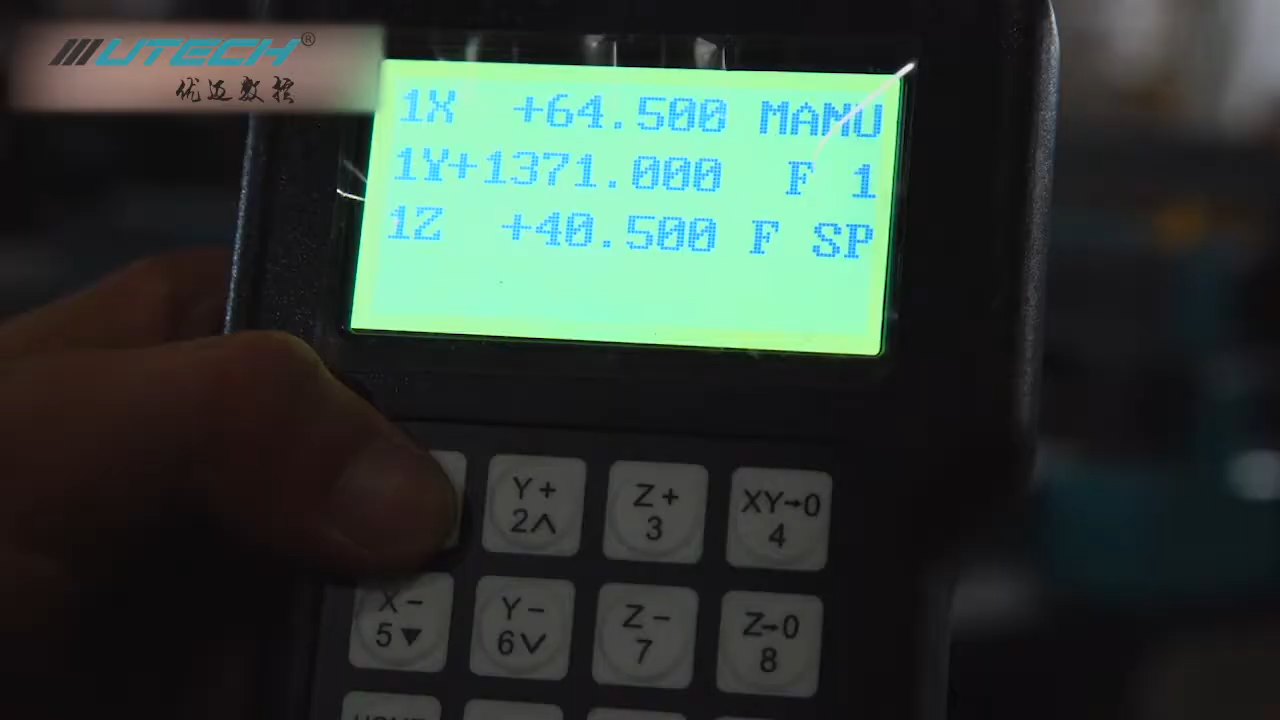 UTECH®
优迈数控
1X +64.500 MANU
1Y+1371.000 F 1
1Z +40.500 F SP
Y+ Z+ XY→0
2∧ 3 4
X- Y- Z- Z→0
5▼ 6∨ 7 8